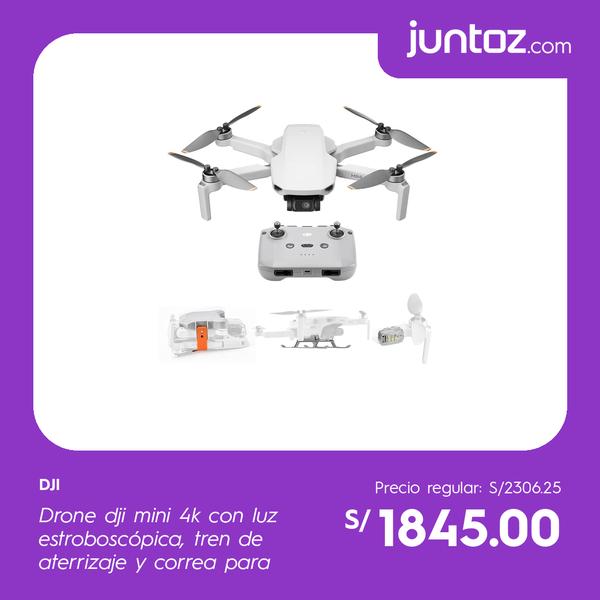 juntoz.com
DJI
Drone dji mini 4k con luz
estroboscópica, tren de
aterrizaje y correa para
Precio regular: S/2306.25
S/ 1845.00